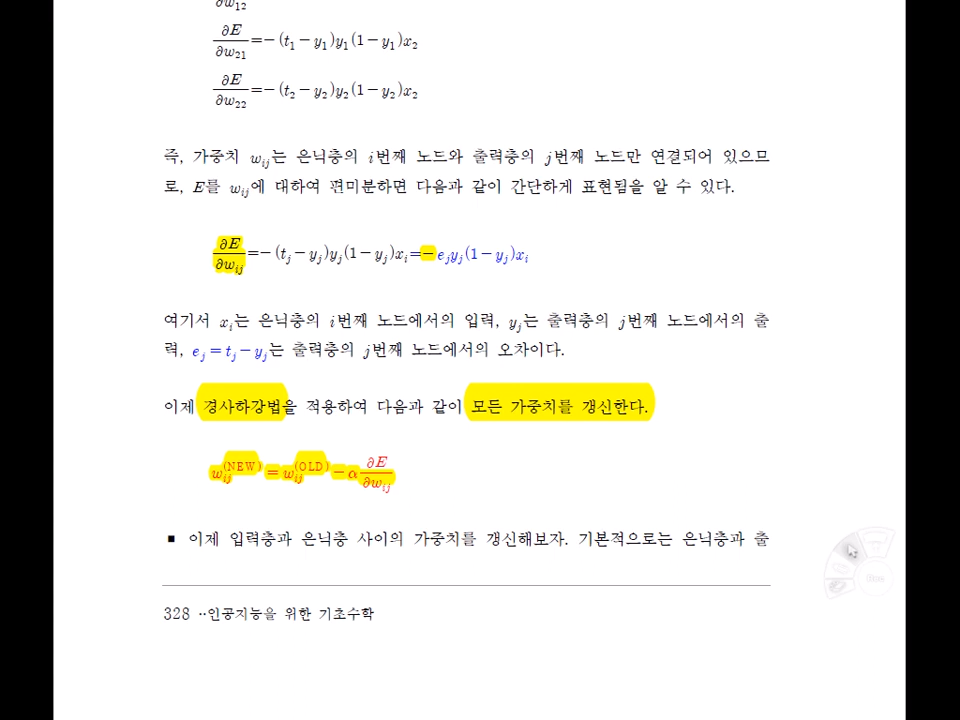 ∂w₁₂
∂E/∂w₂₁ = −(t₁−y₁)y₁(1−y₁)x₂
∂E/∂w₂₂ = −(t₂−y₂)y₂(1−y₂)x₂
즉, 가중치 wᵢⱼ는 은닉층의 i번째 노드와 출력층의 j번째 노드만 연결되어 있으므
로, E를 wᵢⱼ에 대하여 편미분하면 다음과 같이 간단하게 표현됨을 알 수 있다.
∂E/∂wᵢⱼ = −(tⱼ−yⱼ)yⱼ(1−yⱼ)xᵢ = −eⱼyⱼ(1−yⱼ)xᵢ
여기서 xᵢ는 은닉층의 i번째 노드에서의 입력, yⱼ는 출력층의 j번째 노드에서의 출
력, eⱼ = tⱼ − yⱼ는 출력층의 j번째 노드에서의 오차이다.
이제 경사하강법을 적용하여 다음과 같이 모든 가중치를 갱신한다.
wᵢⱼ^(NEW) = wᵢⱼ^(OLD) − α ∂E/∂wᵢⱼ
▪ 이제 입력층과 은닉층 사이의 가중치를 갱신해보자. 기본적으로는 은닉층과 출
328 ··인공지능을 위한 기초수학